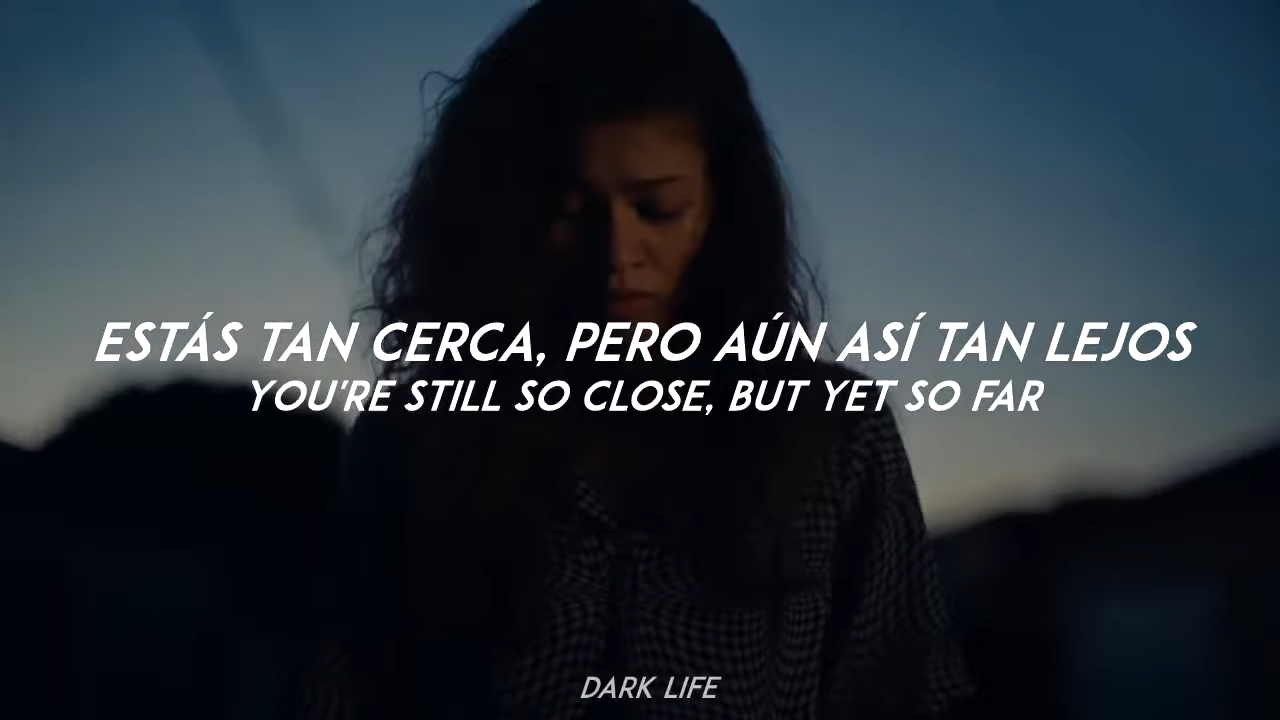 ESTÁS TAN CERCA, PERO AÚN ASÍ TAN LEJOS
YOU'RE STILL SO CLOSE, BUT YET SO FAR
DARK LIFE